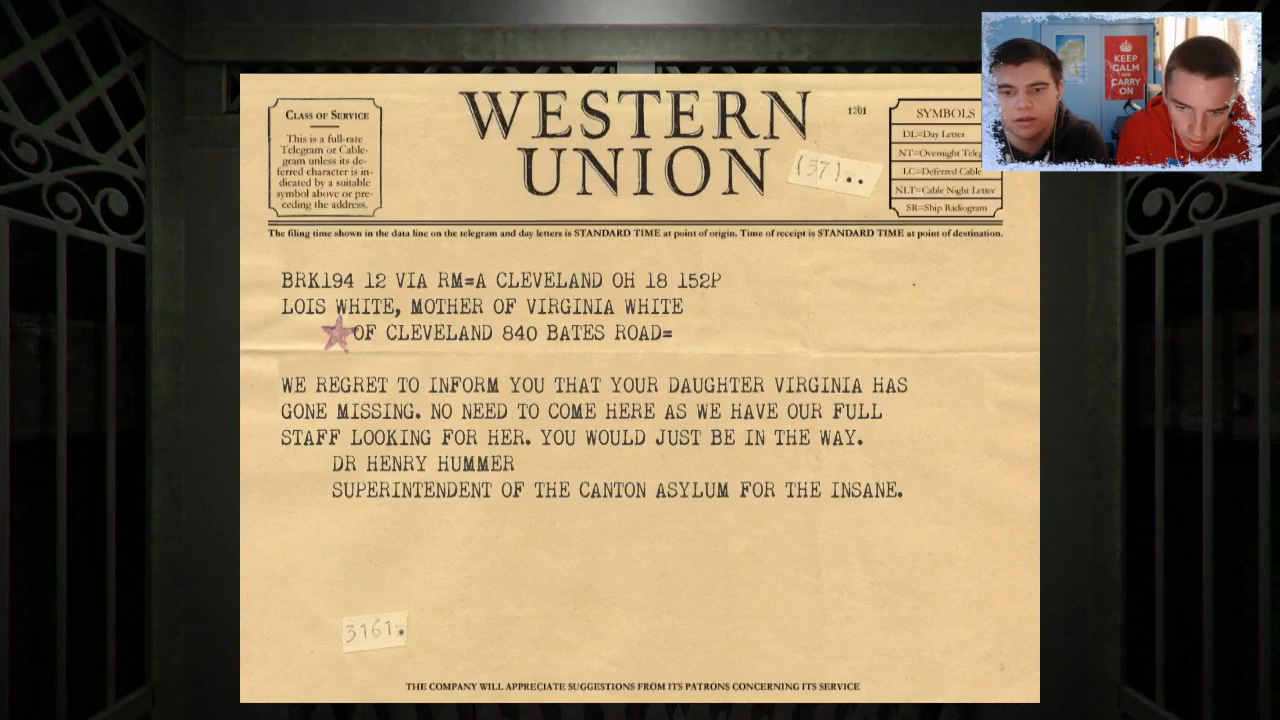 CLASS OF SERVICE
This is a full-rate
Telegram or Cable-
gram unless its de-
ferred character is in-
dicated by a suitable
symbol above or pre-
ceding the address.
WESTERN
UNION
1201
(57)..
SYMBOLS
DL=Day Letter
NT=Overnight Teleg
LC=Deferred Cable
NLT=Cable Night Letter
SR=Ship Radiogram
KEEP
CALM
AND
CARRY
ON
The filing time shown in the data line on the telegram and day letters is STANDARD TIME at point of origin. Time of receipt is STANDARD TIME at point of destination.
BRK194 12 VIA RM=A CLEVELAND OH 18 152P
LOIS WHITE, MOTHER OF VIRGINIA WHITE
OF CLEVELAND 840 BATES ROAD=
WE REGRET TO INFORM YOU THAT YOUR DAUGHTER VIRGINIA HAS
GONE MISSING. NO NEED TO COME HERE AS WE HAVE OUR FULL
STAFF LOOKING FOR HER. YOU WOULD JUST BE IN THE WAY.
DR HENRY HUMMER
SUPERINTENDENT OF THE CANTON ASYLUM FOR THE INSANE.
3161.
THE COMPANY WILL APPRECIATE SUGGESTIONS FROM ITS PATRONS CONCERNING ITS SERVICE